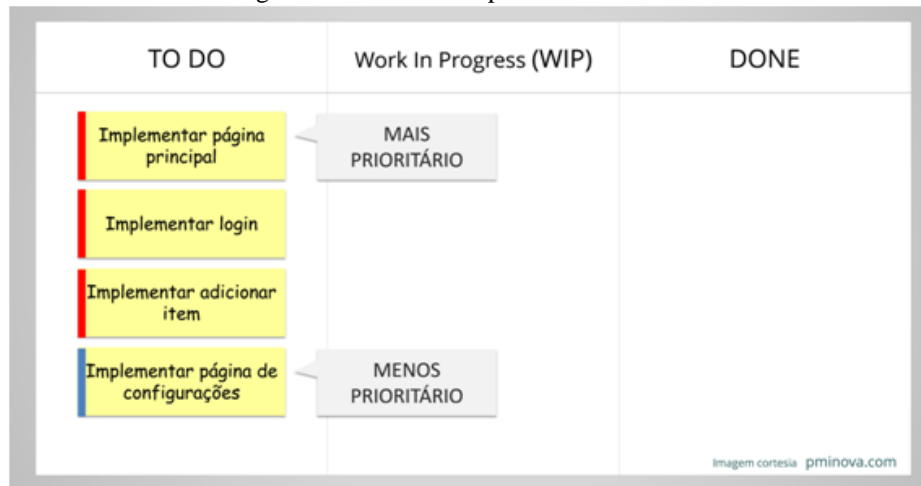 TO DO
Work In Progress (WIP)
DONE
Implementar página
principal
MAIS
PRIORITÁRIO
Implementar login
Implementar adicionar
item
Implementar página de
configurações
MENOS
PRIORITÁRIO
Imagem cortesia pminova.com